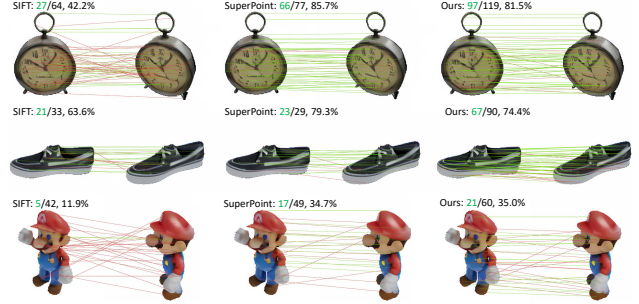 SIFT: 27/64, 42.2% SuperPoint: 66/77, 85.7% Ours: 97/119, 81.5%
SIFT: 21/33, 63.6% SuperPoint: 23/29, 79.3% Ours: 67/90, 74.4%
SIFT: 5/42, 11.9% SuperPoint: 17/49, 34.7% Ours: 21/60, 35.0%